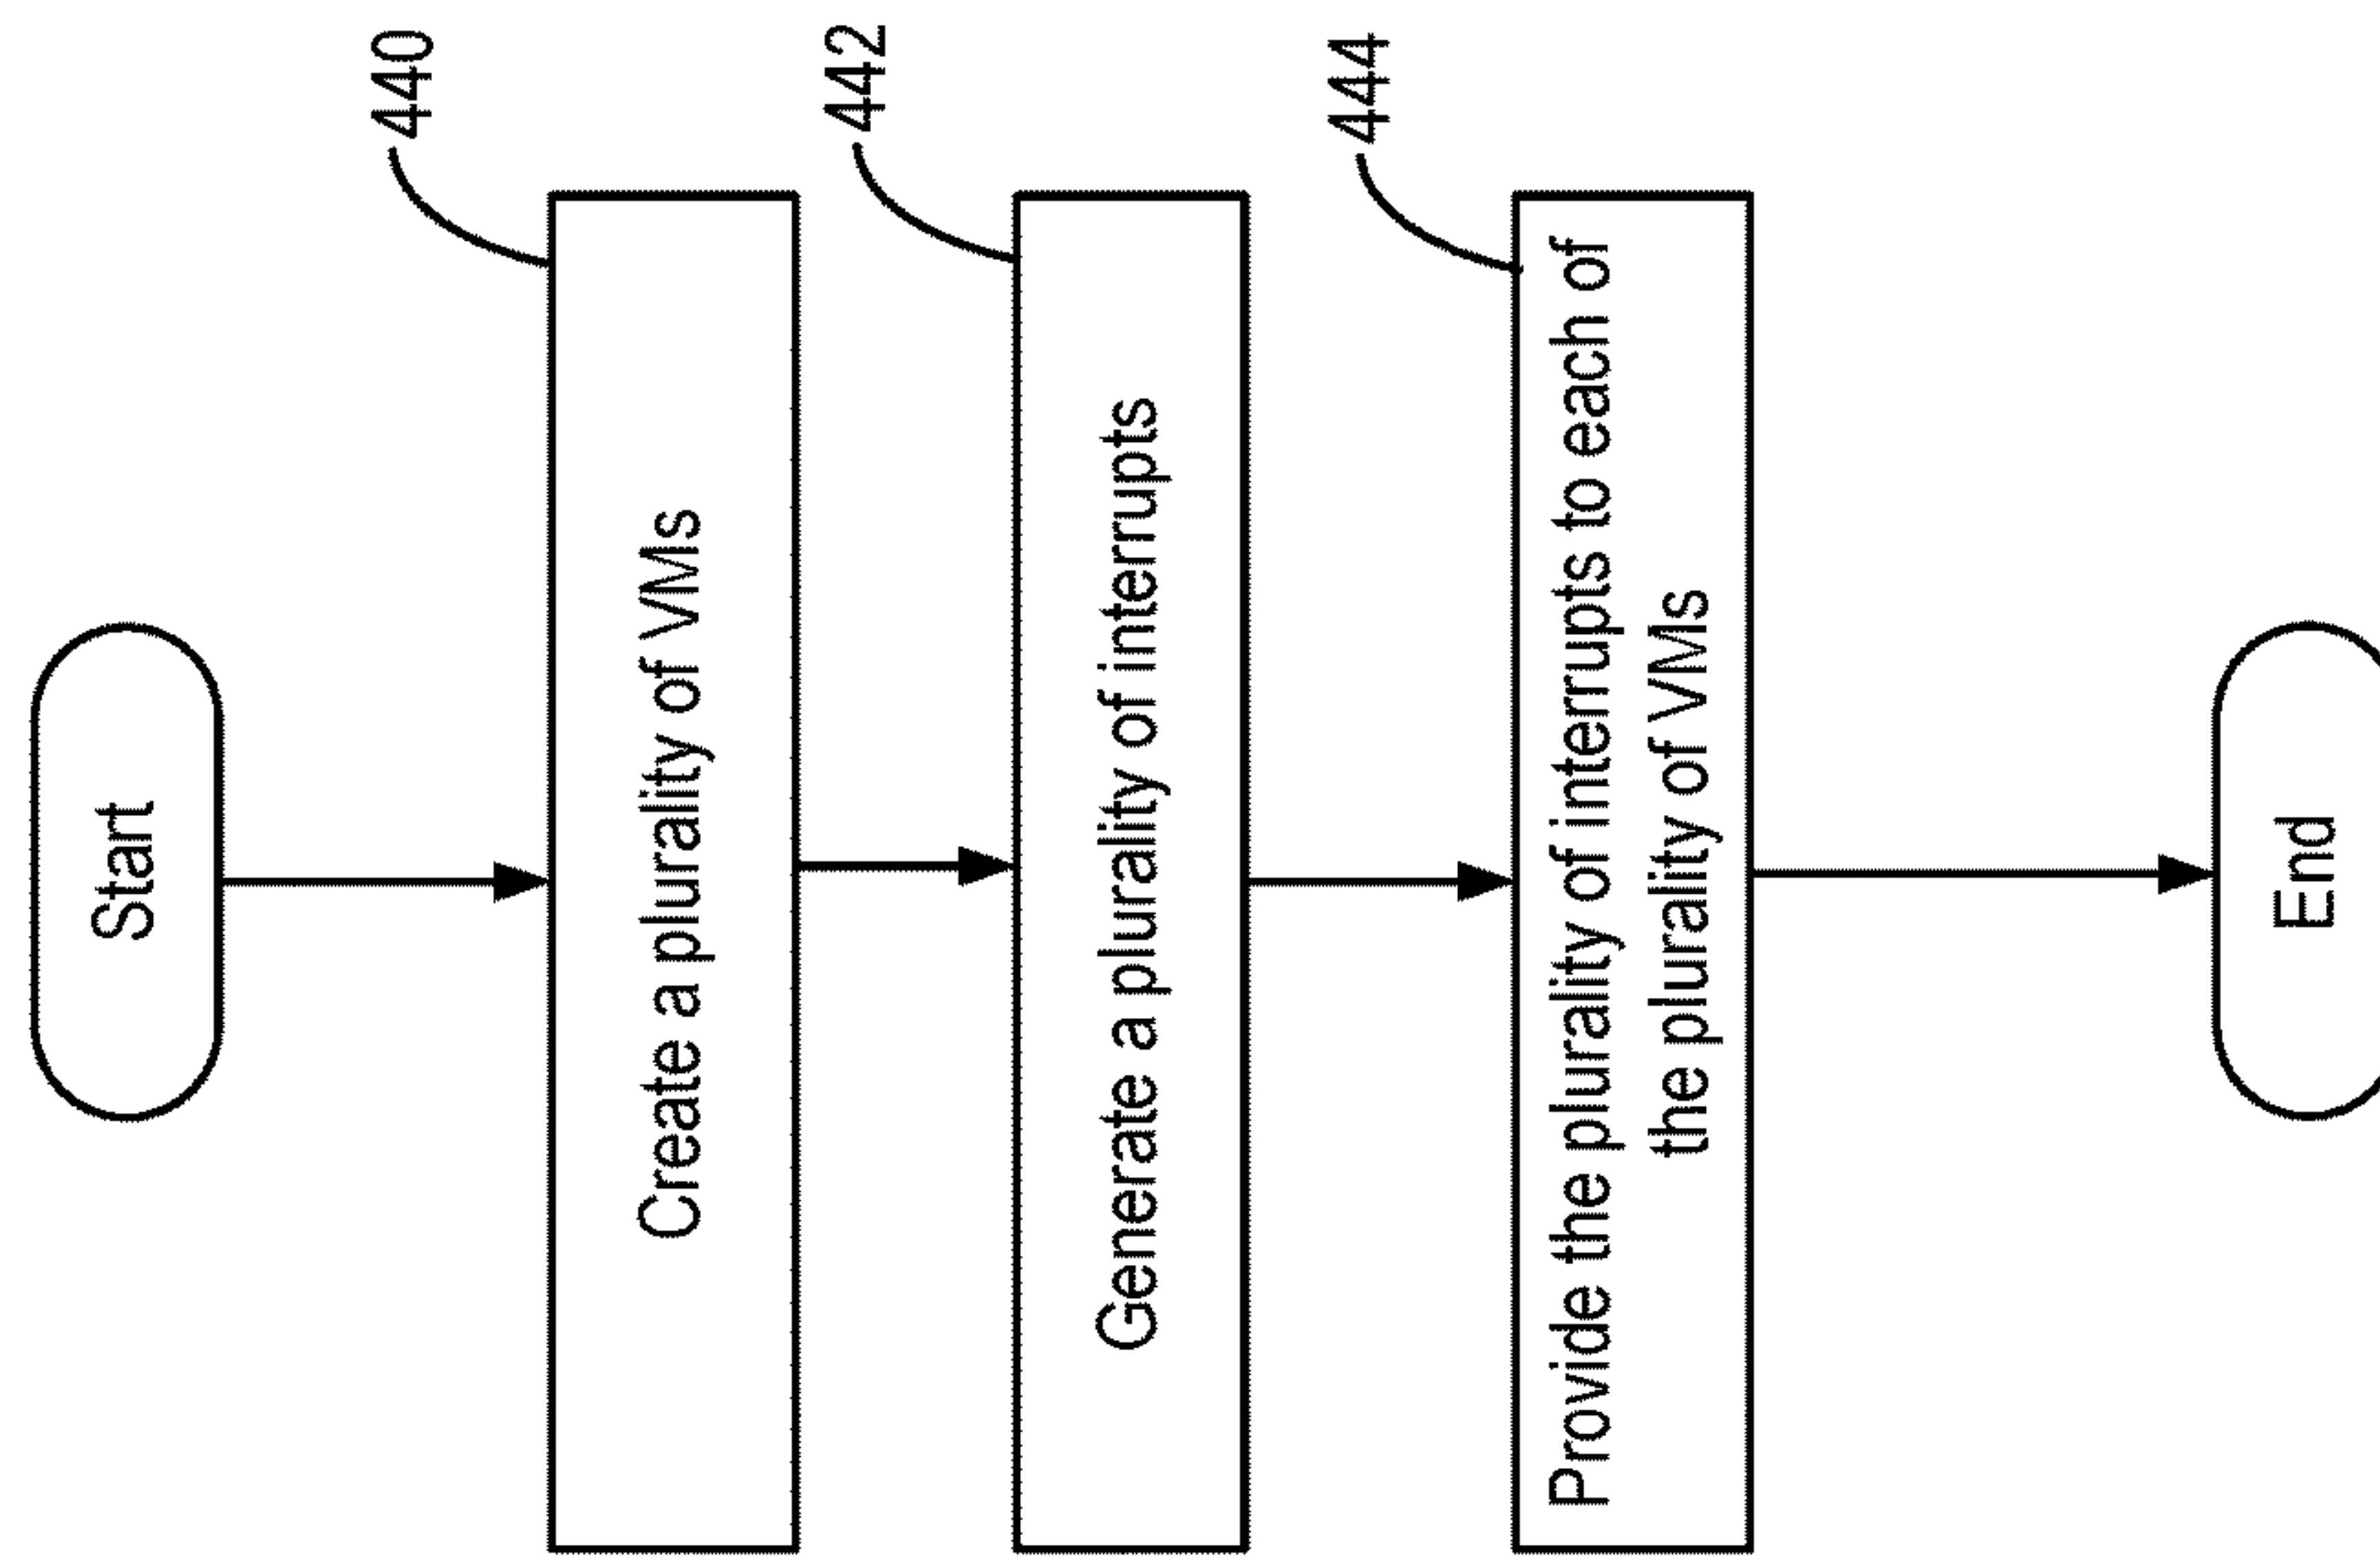 Start
440
Create a plurality of VMs
442
Generate a plurality of interrupts
444
Provide the plurality of interrupts to each of
the plurality of VMs
End